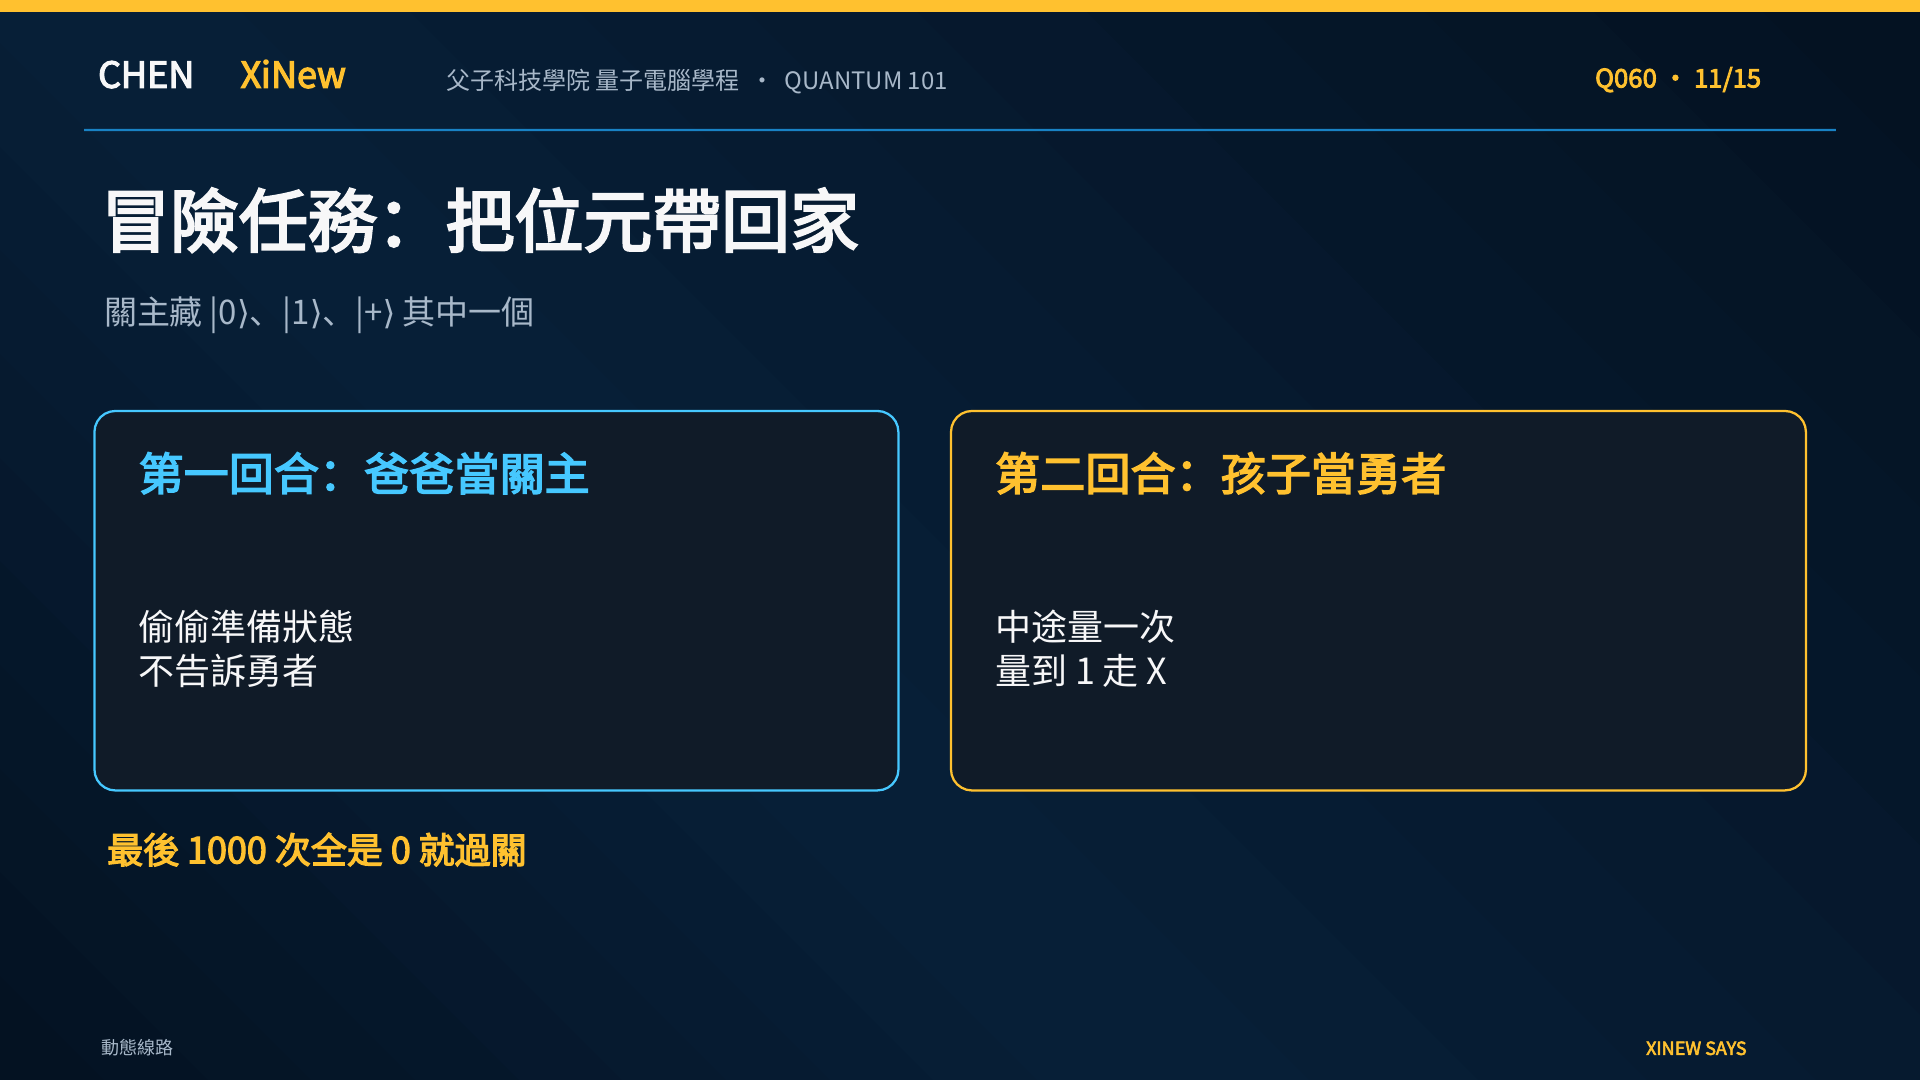 CHEN XiNew 父子科技學院 量子電腦學程 · QUANTUM 101 Q060 · 11/15
冒險任務：把位元帶回家
關主藏 |0⟩、|1⟩、|+⟩ 其中一個
第一回合：爸爸當關主
偷偷準備狀態
不告訴勇者
第二回合：孩子當勇者
中途量一次
量到 1 走 X
最後 1000 次全是 0 就過關
動態線路
XINEW SAYS